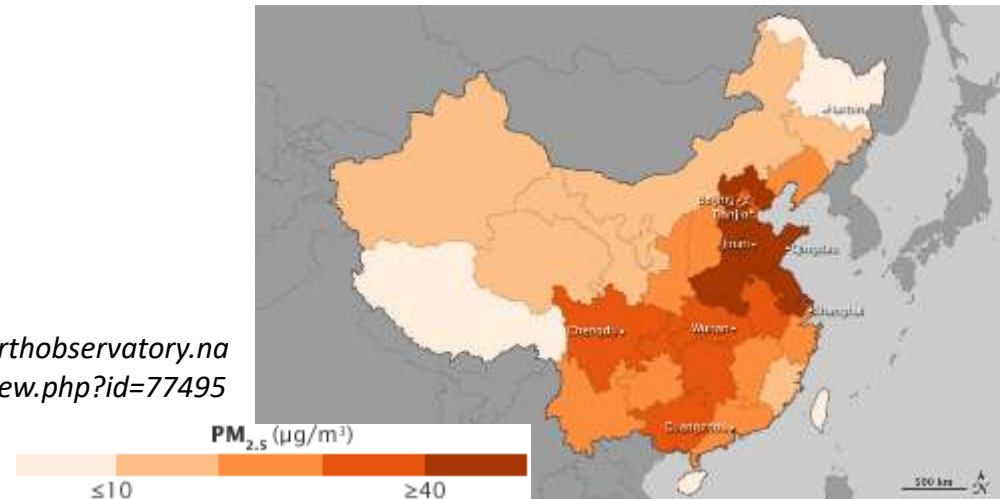 Harbin
Beijing
Tianjin
Jinan
Qingdao
Shanghai
Chengdu
Wuhan
rthobservatory.na
ew.php?id=77495
Guangzhou
PM2.5 (μg/m³)
≤10 ≥40
500 km
N